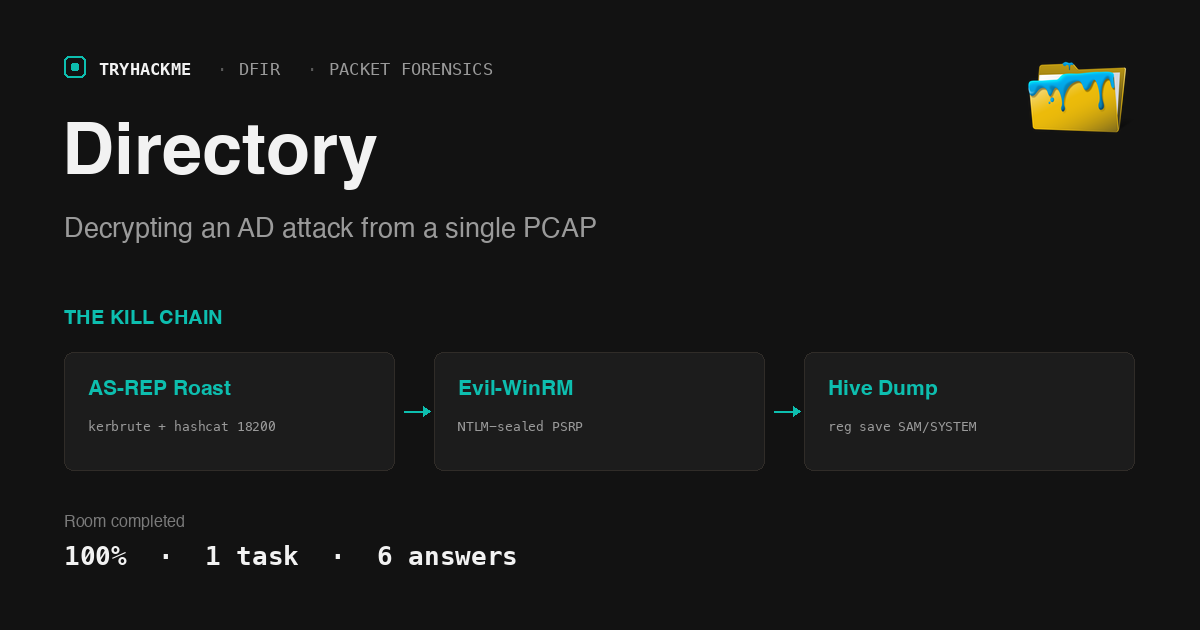 TRYHACKME · DFIR · PACKET FORENSICS
Directory
Decrypting an AD attack from a single PCAP
THE KILL CHAIN
AS-REP Roast
kerbrute + hashcat 18200
Evil-WinRM
NTLM-sealed PSRP
Hive Dump
reg save SAM/SYSTEM
Room completed
100% · 1 task · 6 answers